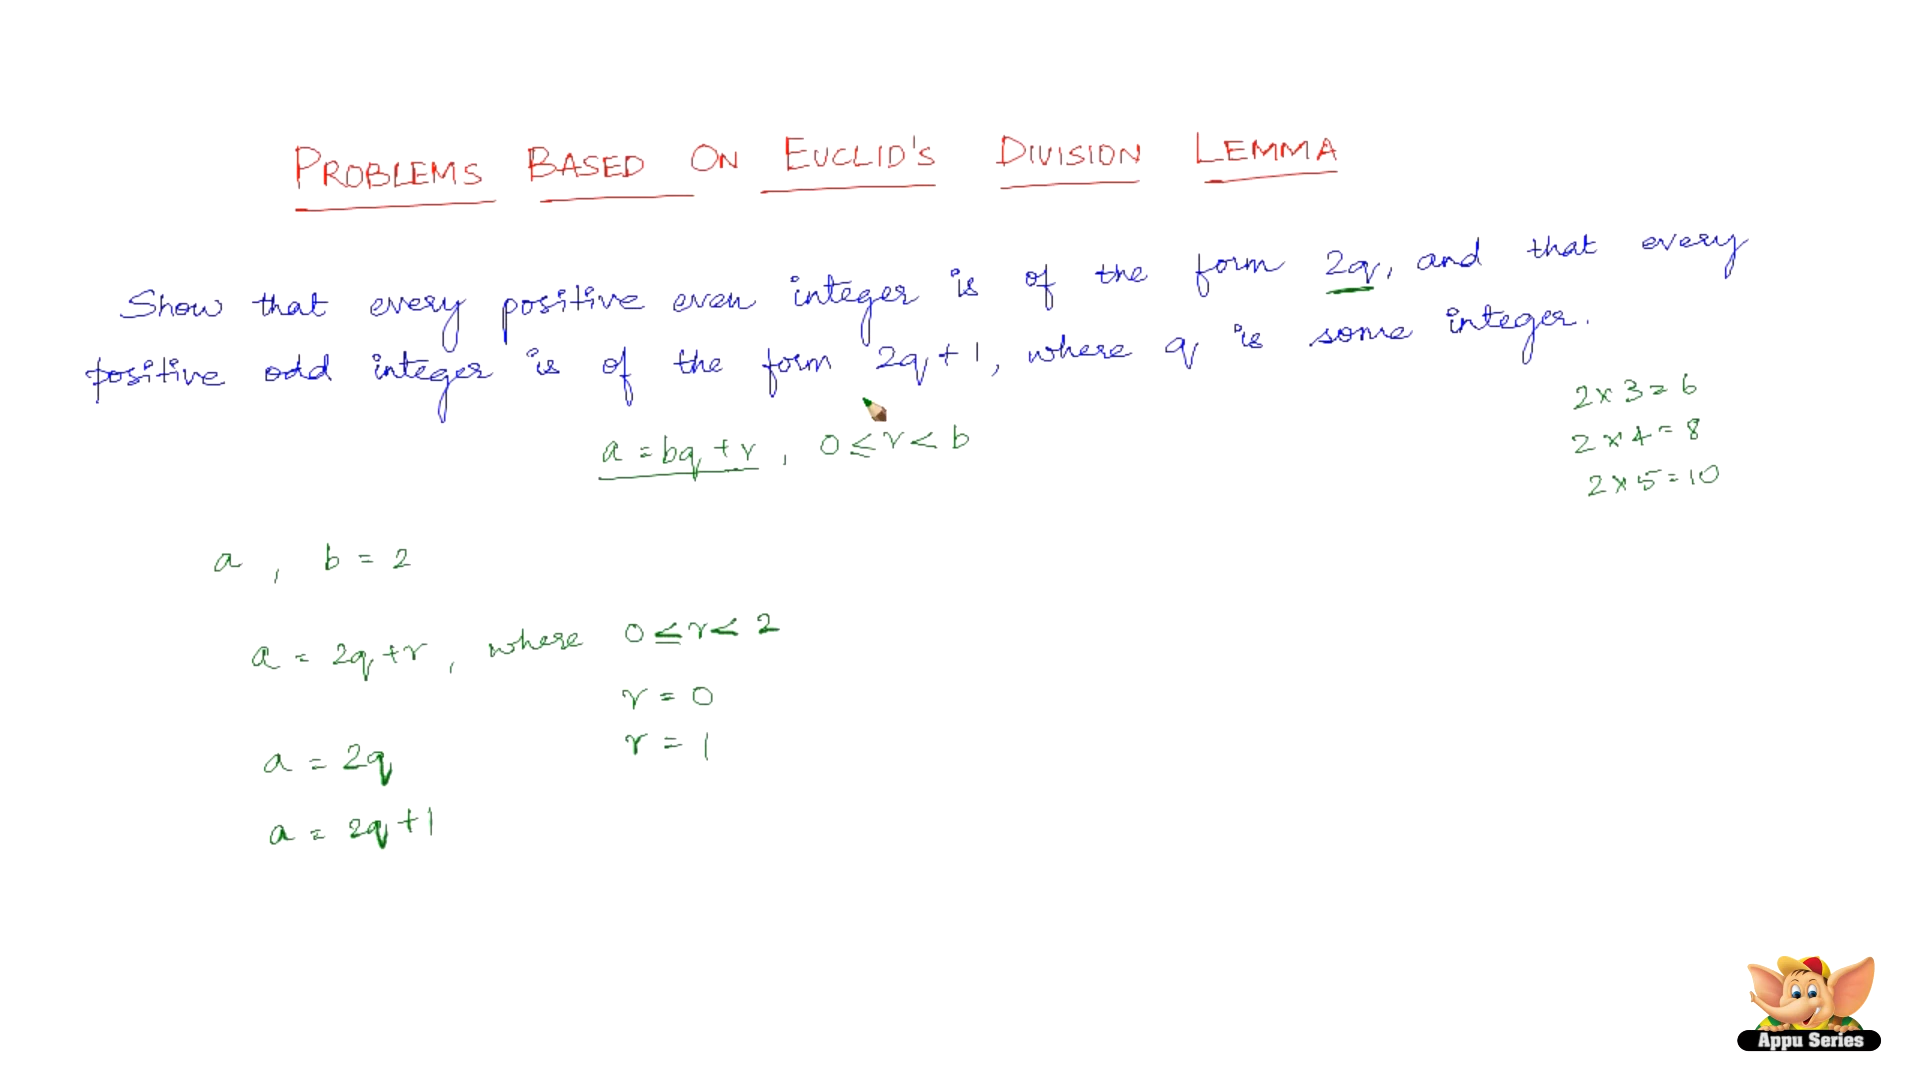 PROBLEMS BASED ON EUCLID'S DIVISION LEMMA
Show that every positive even integer is of the form 2q, and that every
positive odd integer is of the form 2q+1, where q is some integer.
2×3=6
2×4=8
2×5=10
a=bq+r, 0≤r<b
a, b=2
a=2q+r, where 0≤r<2
r=0
r=1
a=2q
a=2q+1
Appu Series